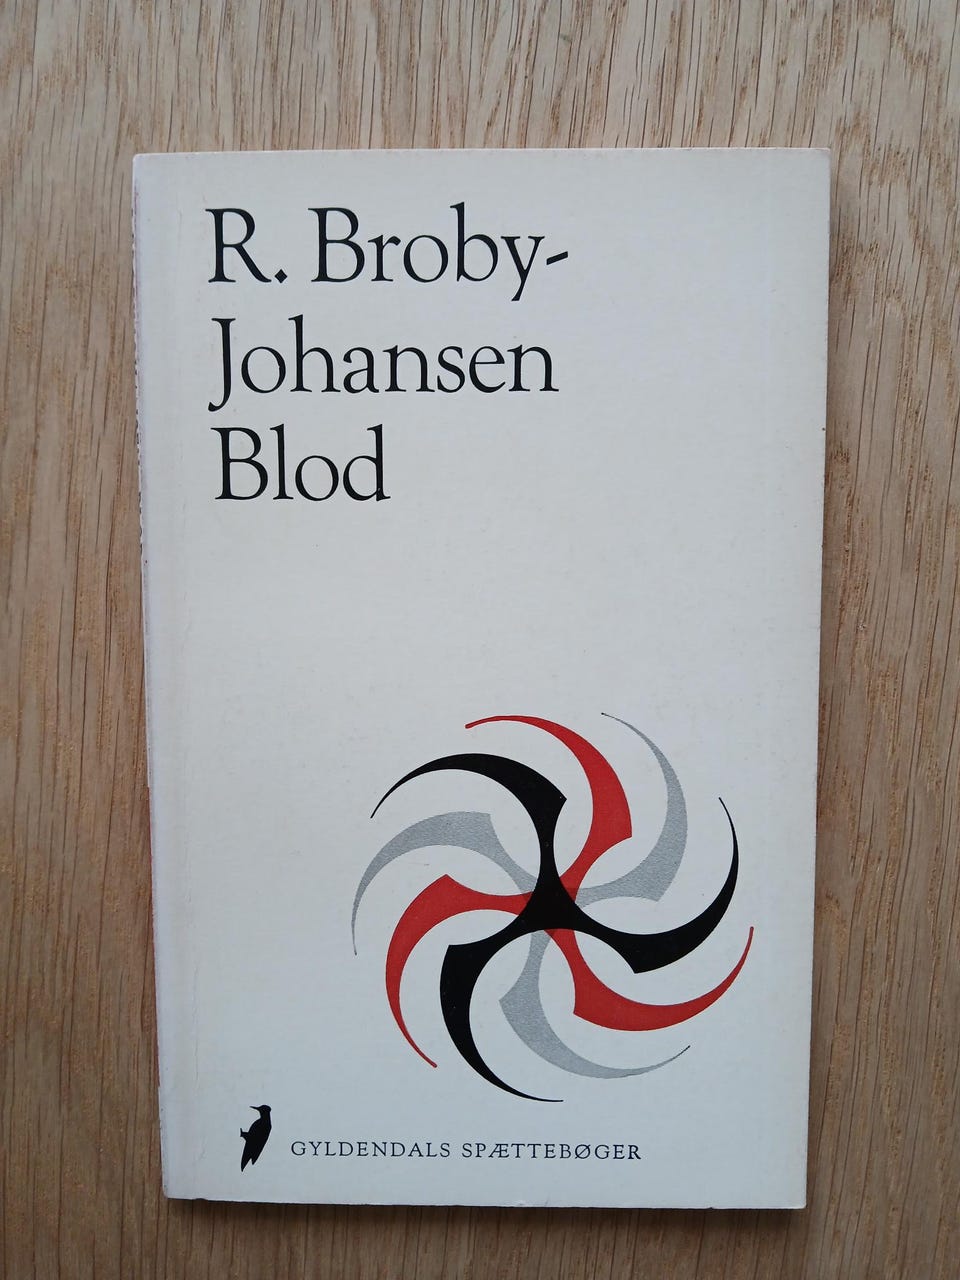 R. Broby-
Johansen
Blod
GYLDENDALS SPÆTTEBØGER